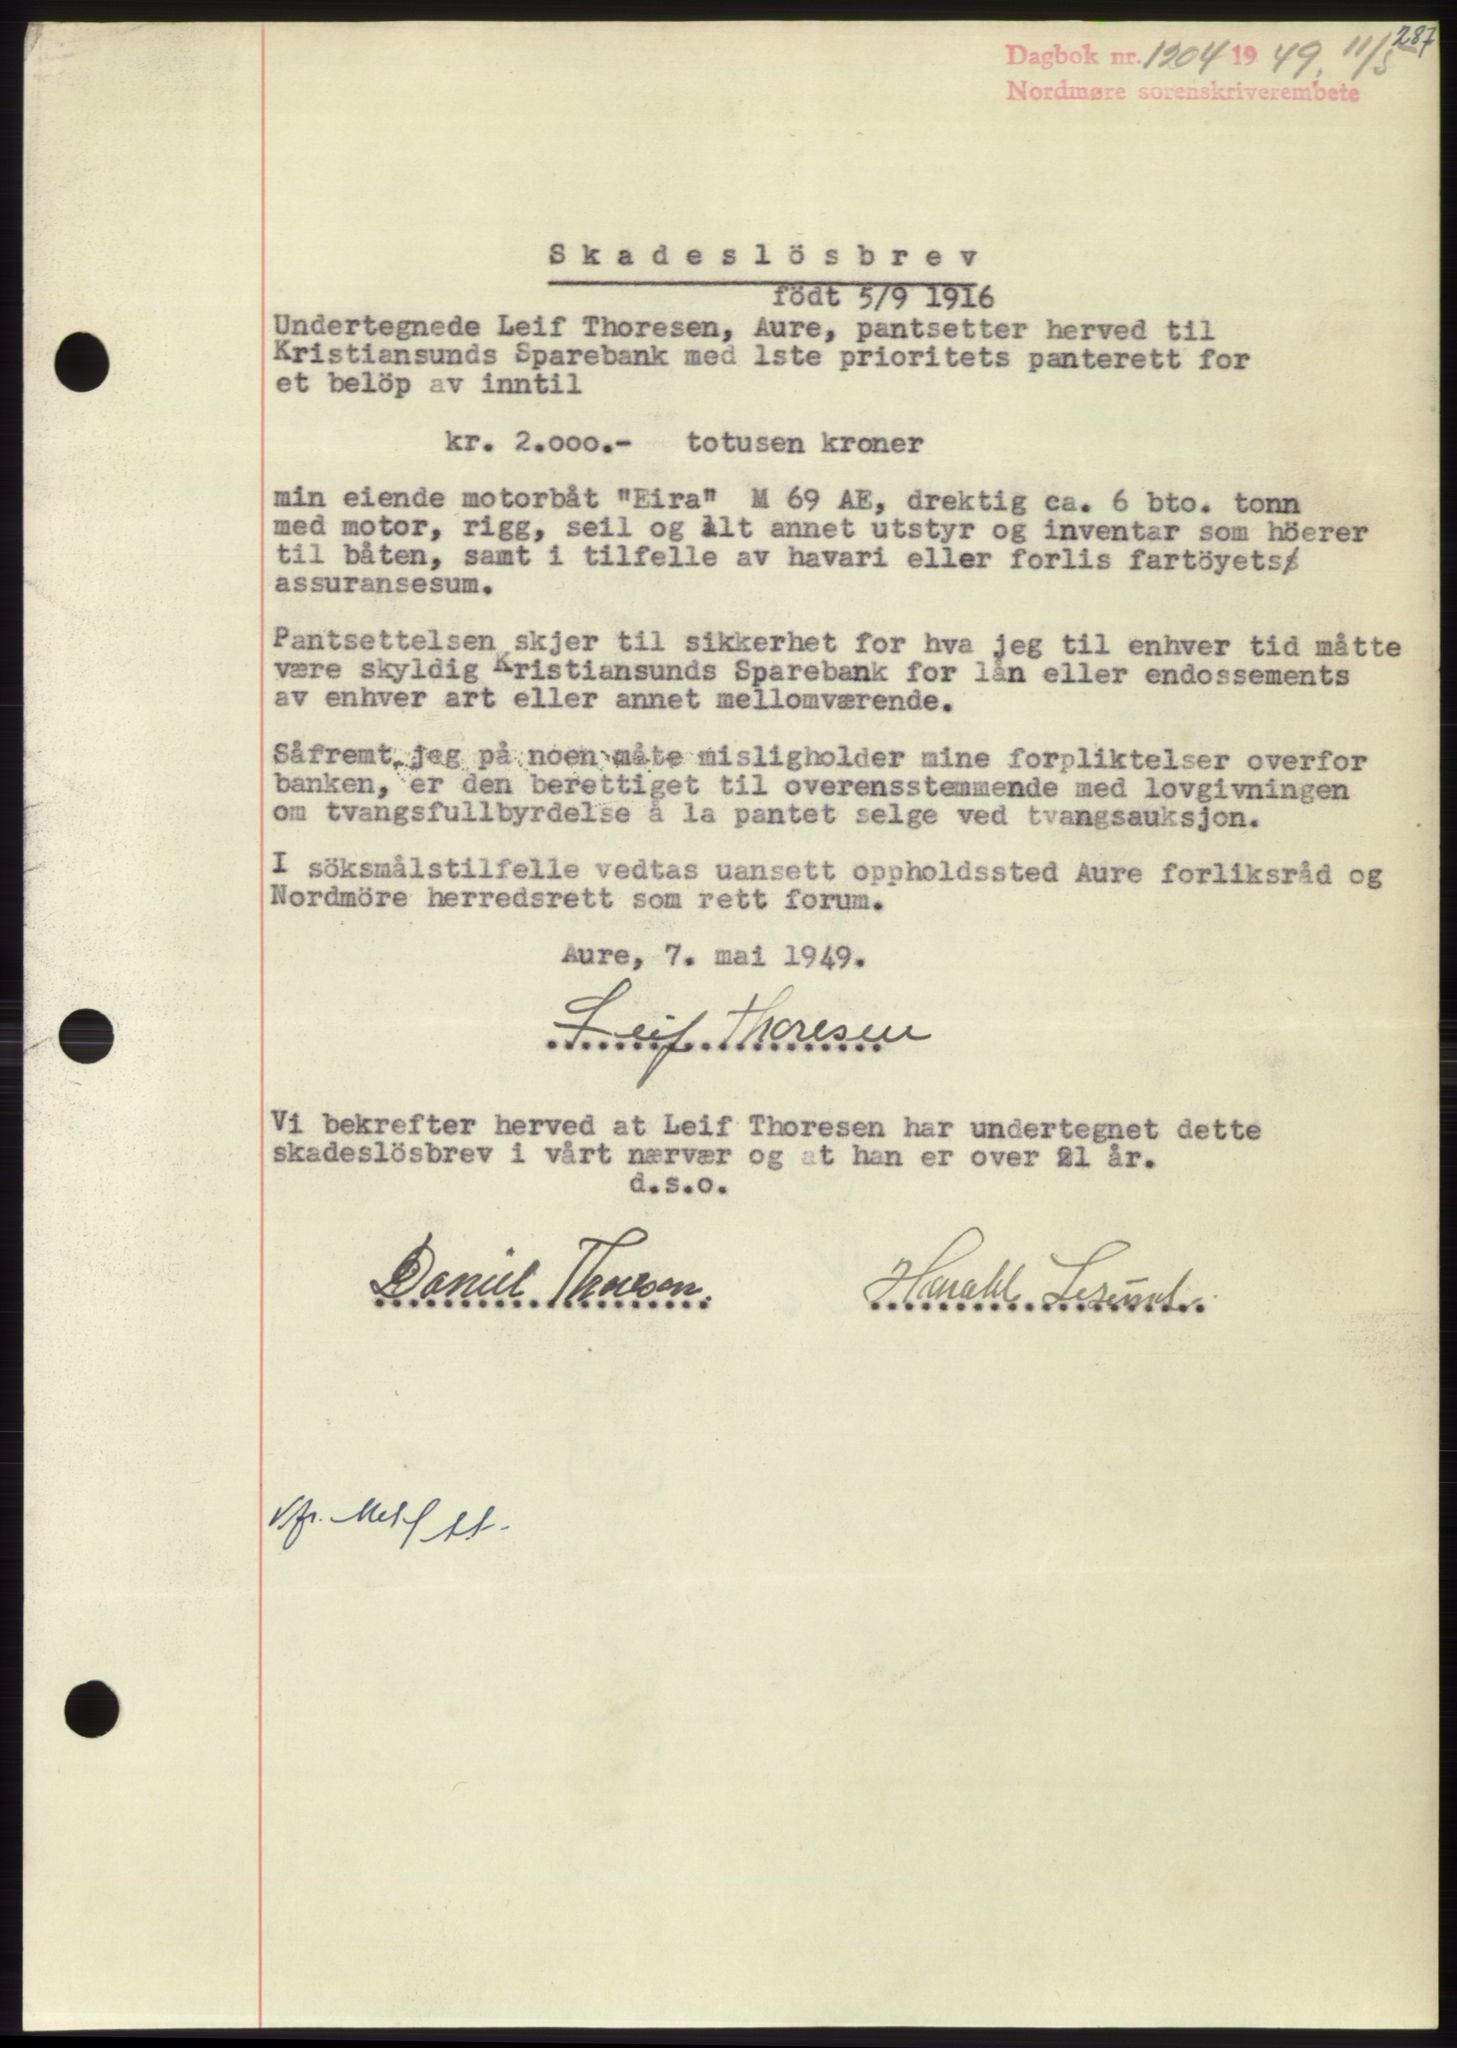 287
Dagbok nr. 1204 1949. 11/5
Nordmøre sorenskriverembete
Skadeslösbrev
födt 5/9 1916
Undertegnede Leif Thoresen, Aure, pantsetter herved til
Kristiansunds Sparebank med 1ste prioritets panterett for
et belöp av inntil
kr. 2.000.- totusen kroner
min eiende motorbåt "Eira" M 69 AE, drektig ca. 6 bto. tonn
med motor, rigg, seil og alt annet utstyr og inventar som höerer
til båten, samt i tilfelle av havari eller forlis fartöyets
assuransesum.
Pantsettelsen skjer til sikkerhet for hva jeg til enhver tid måtte
være skyldig Kristiansunds Sparebank for lån eller endossements
av enhver art eller annet mellomværende.
Såfremt jeg på noen måte misligholder mine forpliktelser overfor
banken, er den berettiget til overensstemmende med lovgivningen
om tvangsfullbyrdelse å la pantet selge ved tvangsauksjon.
I söksmålstilfelle vedtas uansett oppholdssted Aure forliksråd og
Nordmöre herredsrett som rett forum.
Aure, 7. mai 1949.
Leif Thoresen
Vi bekrefter herved at Leif Thoresen har undertegnet dette
skadeslösbrev i vårt nærvær og at han er over 21 år.
d.s.o.
Daniel Thoresen. Harald